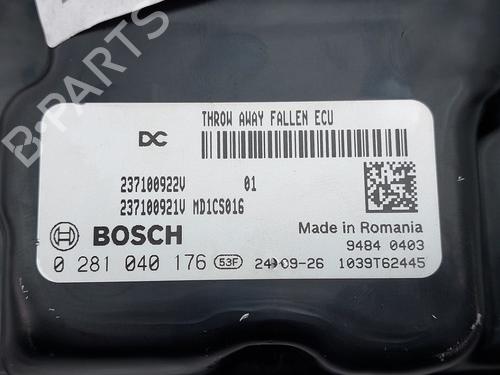 THROW AWAY FALLEN ECU
DC
237100922V 01
237100921V MD1CS016
BOSCH
Made in Romania
9484 0403
0 281 040 176 53F 24-09-26 1039T62445
B-PARTS